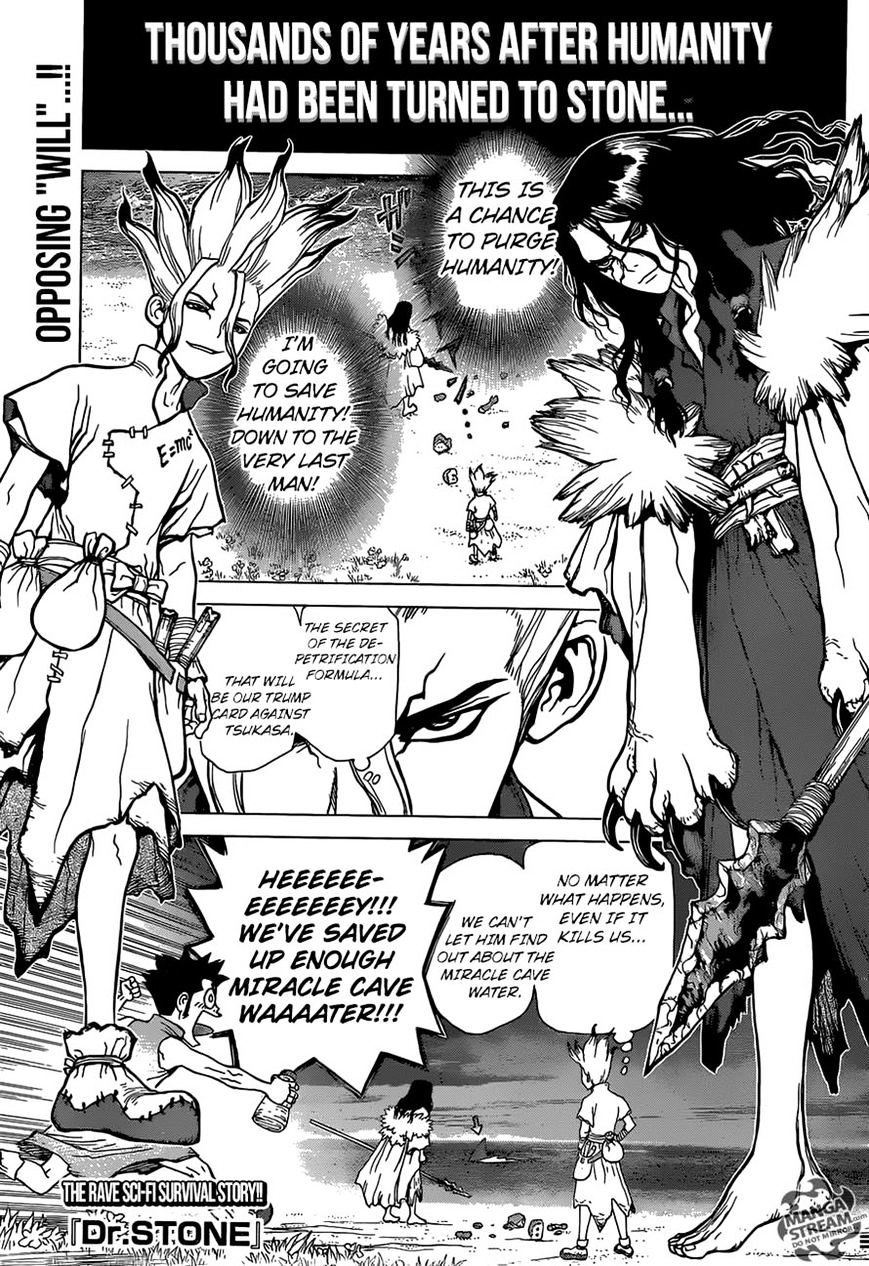 THOUSANDS OF YEARS AFTER HUMANITY
HAD BEEN TURNED TO STONE...
OPPOSING "WILL"...!!
THIS IS
A CHANCE
TO PURGE
HUMANITY!
I'M
GOING
TO SAVE
HUMANITY!
DOWN TO THE
VERY LAST
MAN!
E=mc²
THE SECRET
OF THE DE-
PETRIFICATION
FORMULA...
THAT WILL
BE OUR TRUMP
CARD AGAINST
TSUKASA.
NO MATTER
WHAT HAPPENS,
EVEN IF IT
KILLS US...
WE CAN'T
LET HIM FIND
OUT ABOUT THE
MIRACLE CAVE
WATER.
HEEEEEE-
EEEEEEEY!!!
WE'VE SAVED
UP ENOUGH
MIRACLE CAVE
WAAAATER!!!
THE RAVE SCI-FI SURVIVAL STORY!!
「Dr.STONE」
MANGA
STREAM.COM
DO NOT MIRROR